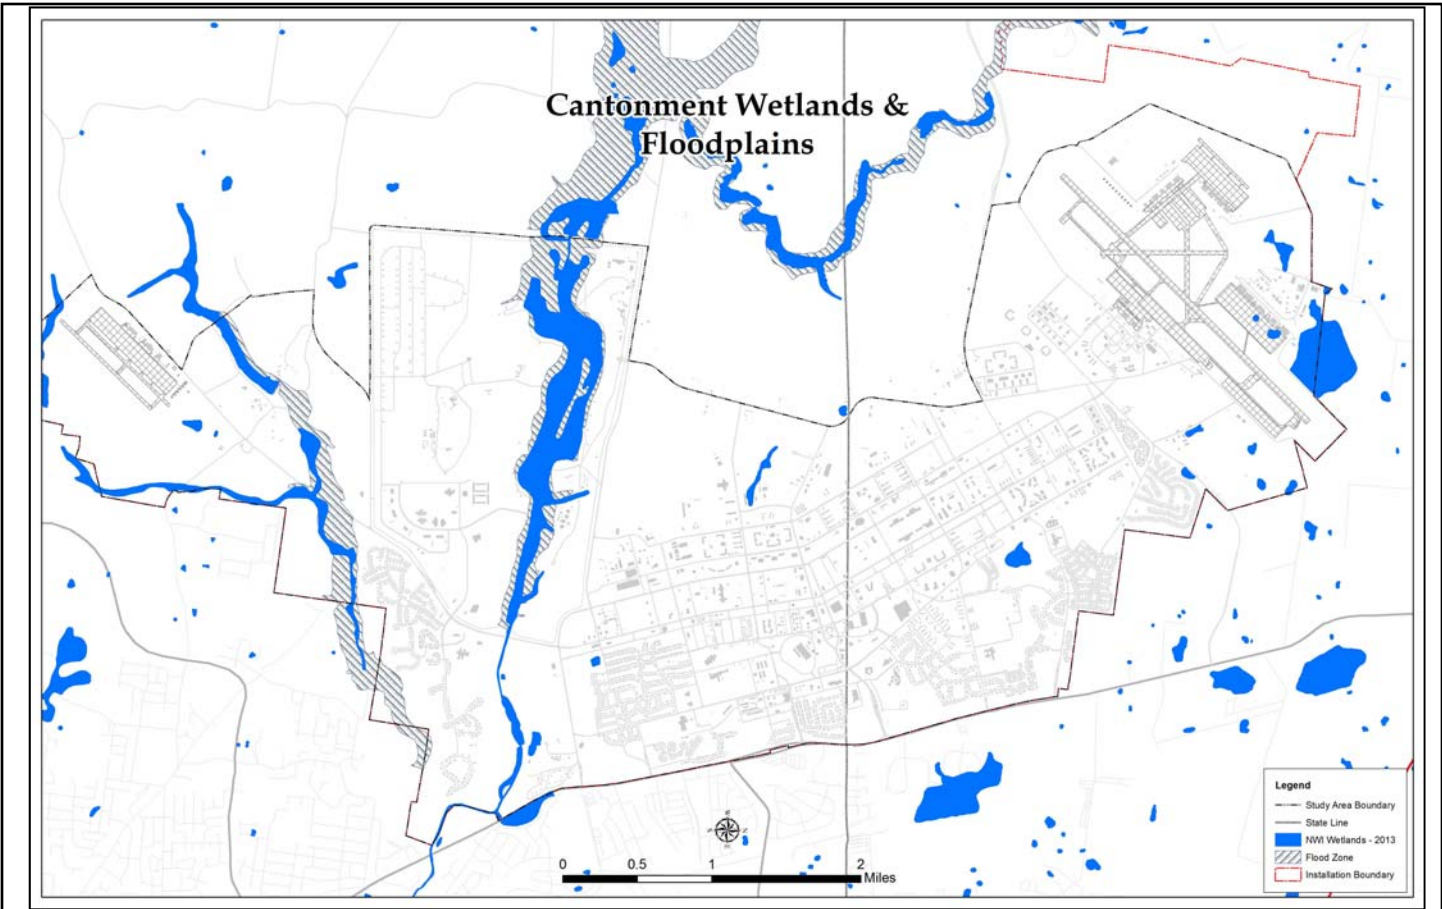 Cantonment Wetlands &
Floodplains
Legend
Study Area Boundary
State Line
NWI Wetlands - 2013
Flood Zone
Installation Boundary
0 0.5 1 2
Miles